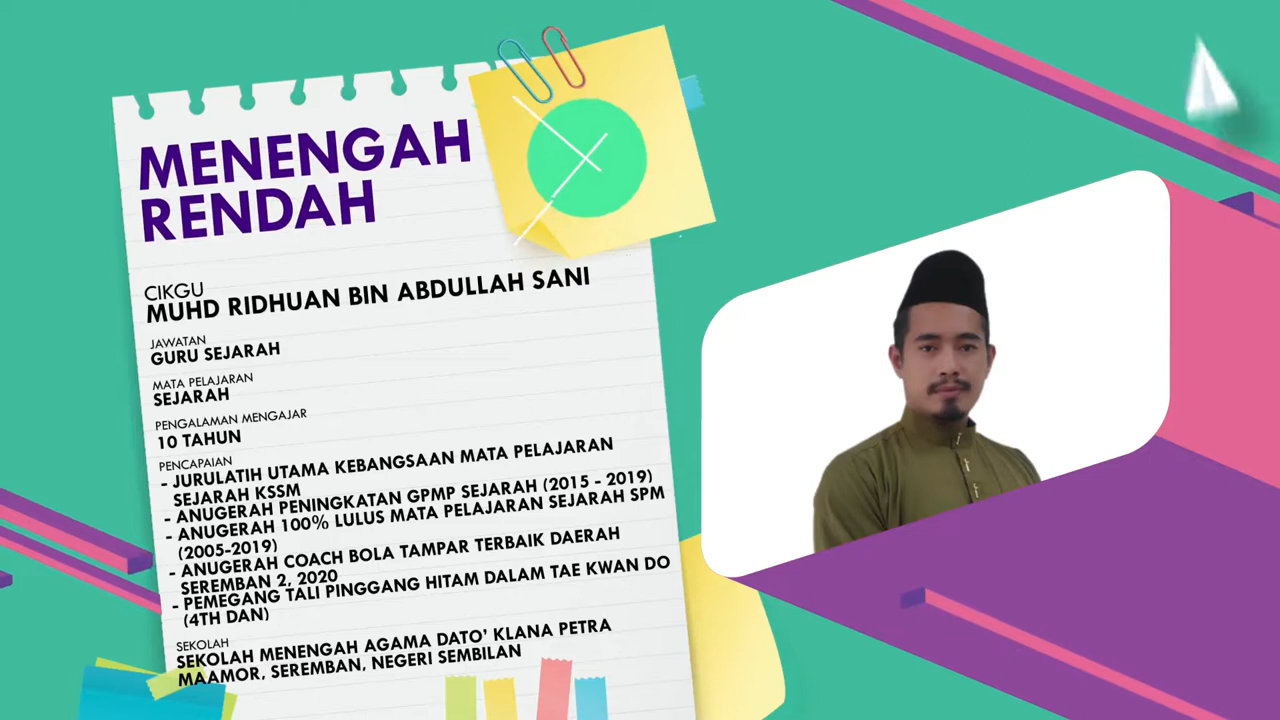 MENENGAH
RENDAH
CIKGU
MUHD RIDHUAN BIN ABDULLAH SANI
JAWATAN
GURU SEJARAH
MATA PELAJARAN
SEJARAH
PENGALAMAN MENGAJAR
10 TAHUN
PENCAPAIAN
- JURULATIH UTAMA KEBANGSAAN MATA PELAJARAN
SEJARAH KSSM
- ANUGERAH PENINGKATAN GPMP SEJARAH (2015 - 2019)
- ANUGERAH 100% LULUS MATA PELAJARAN SEJARAH SPM
(2005-2019)
- ANUGERAH COACH BOLA TAMPAR TERBAIK DAERAH
SEREMBAN 2, 2020
- PEMEGANG TALI PINGGANG HITAM DALAM TAE KWAN DO
(4TH DAN)
SEKOLAH
SEKOLAH MENENGAH AGAMA DATO' KLANA PETRA
MAAMOR, SEREMBAN, NEGERI SEMBILAN